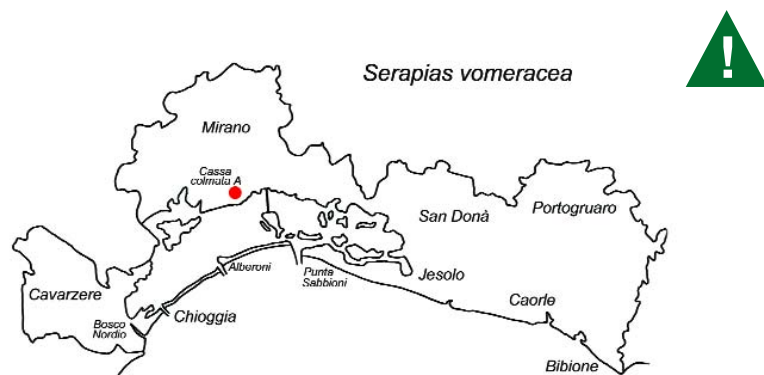 Serapias vomeracea
!
Mirano
Cassa
colmata A
San Donà
Portogruaro
Alberoni
Punta
Sabbioni
Jesolo
Cavarzere
Caorle
Chioggia
Bosco
Nordio
Bibione